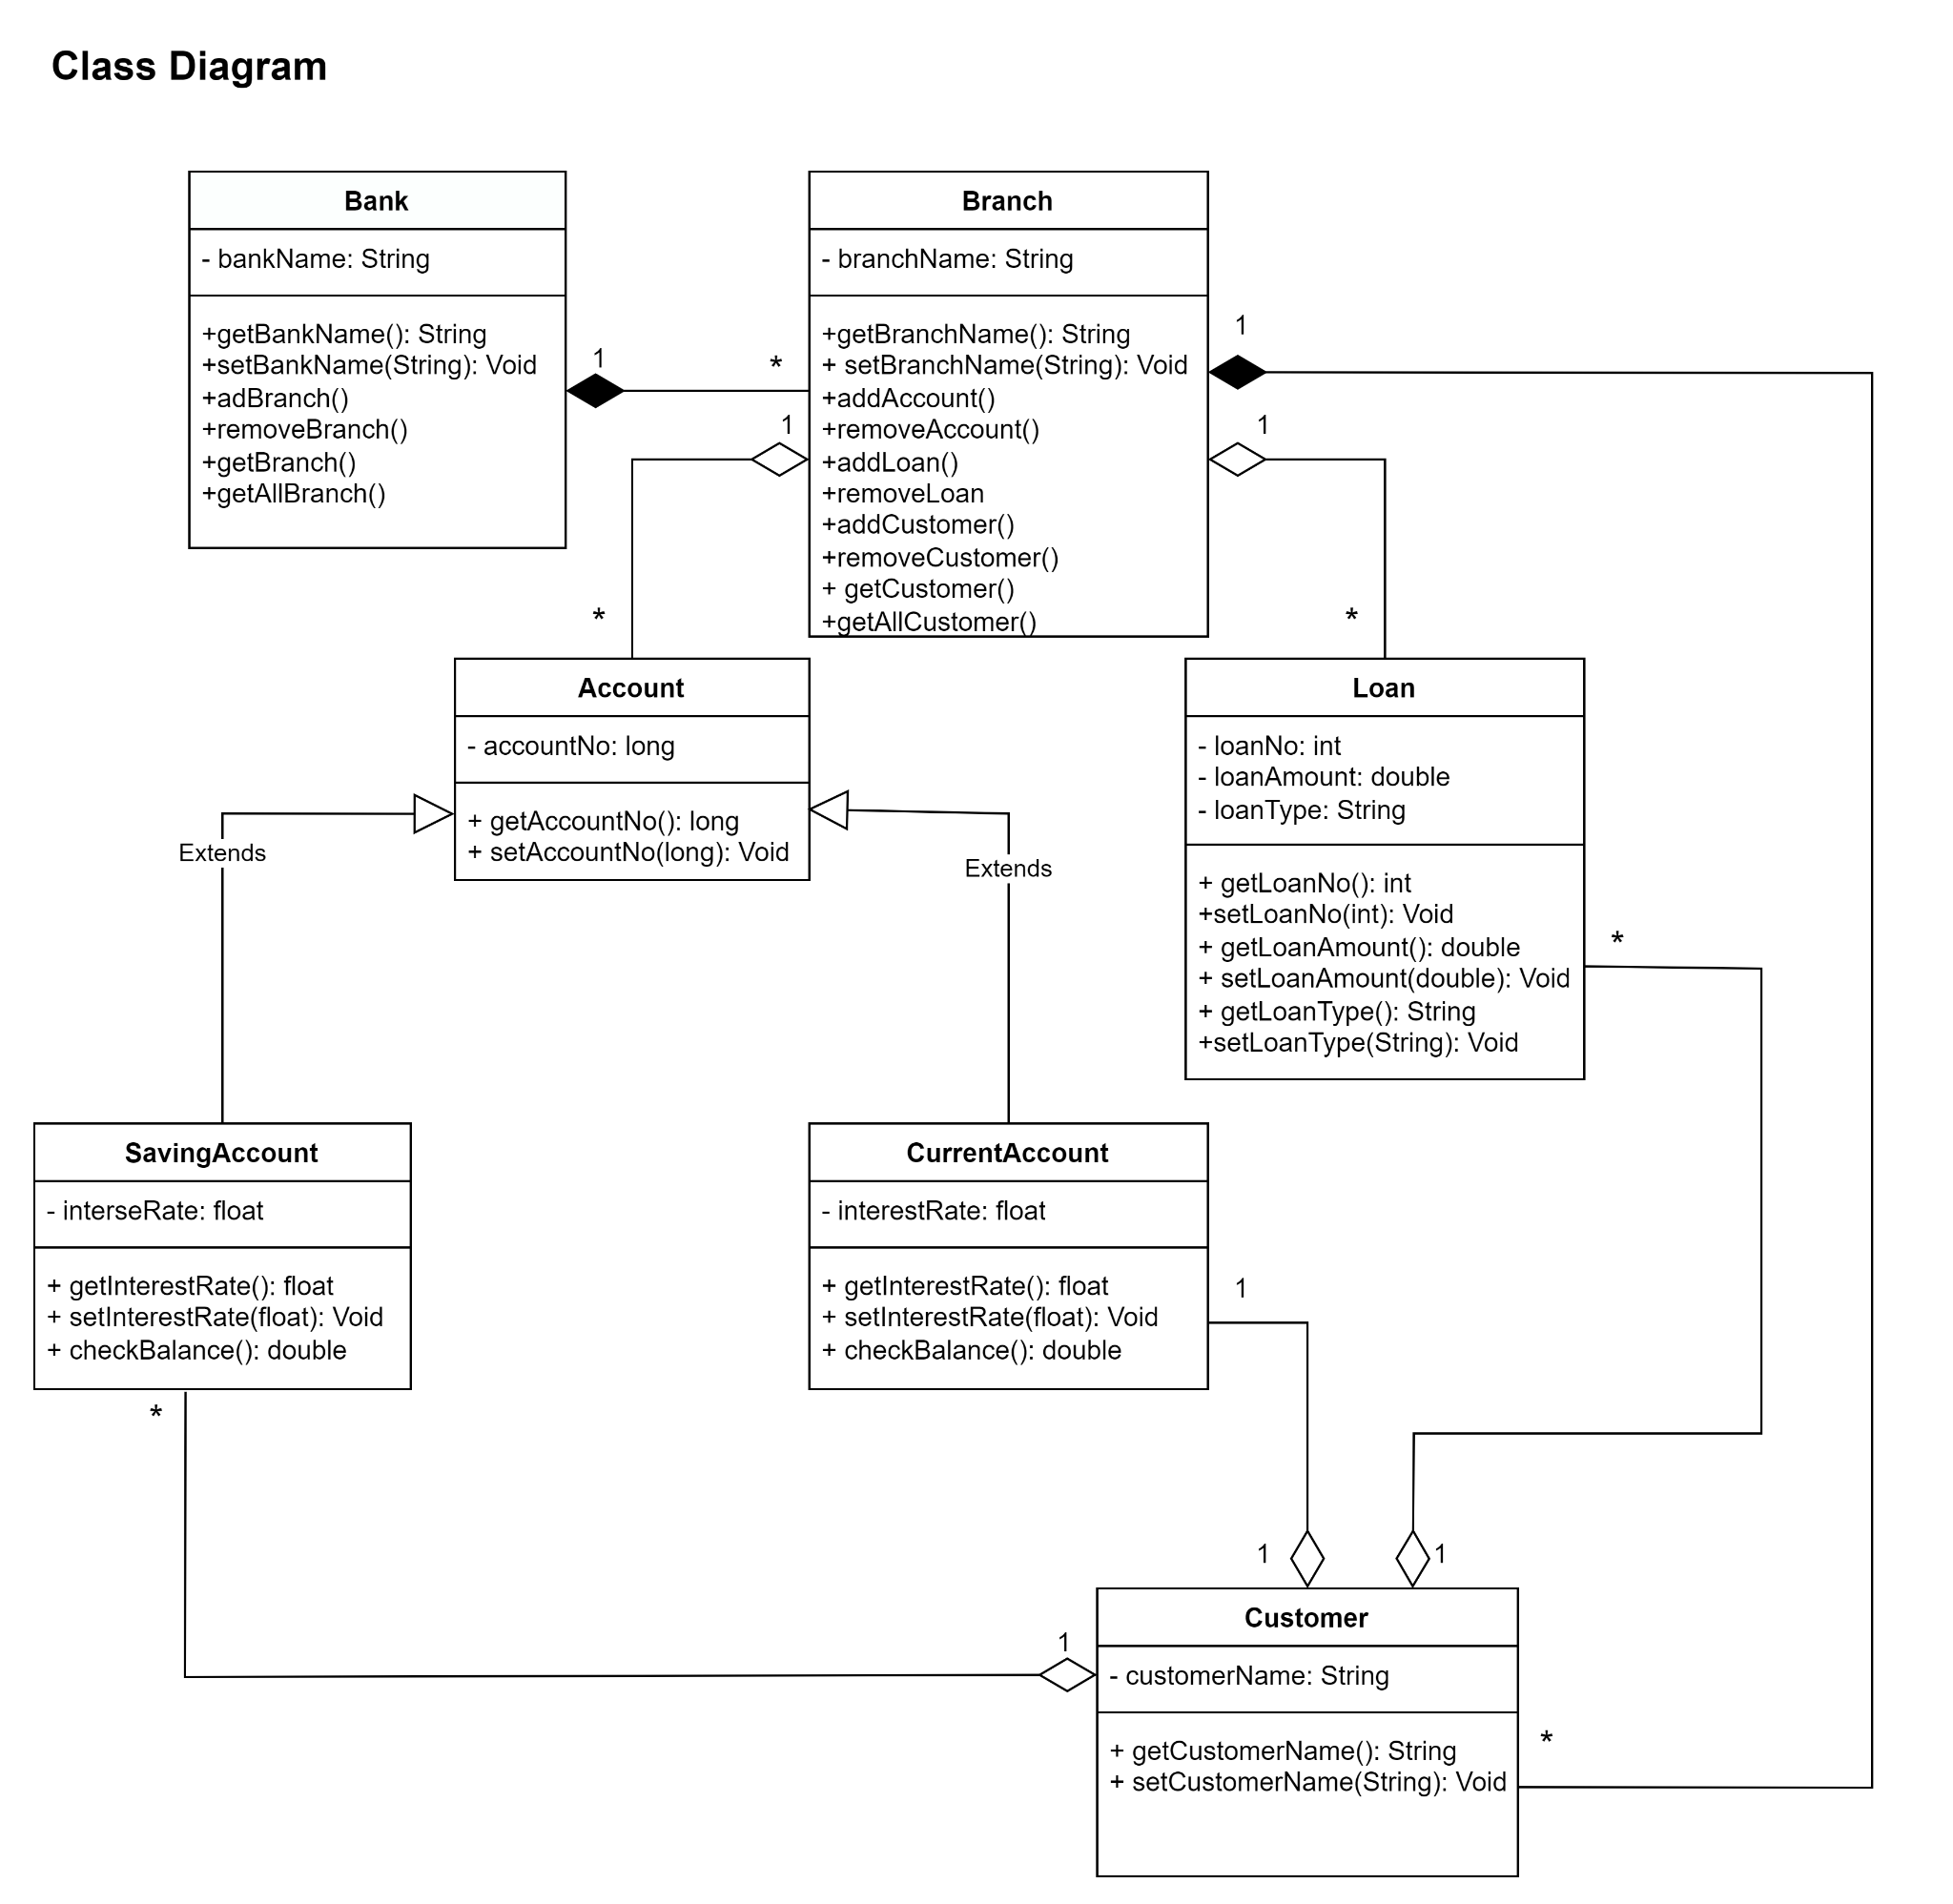 Class Diagram
Bank
- bankName: String
+getBankName(): String
+setBankName(String): Void
+adBranch()
+removeBranch()
+getBranch()
+getAllBranch()
1
*
Branch
- branchName: String
+getBranchName(): String
+ setBranchName(String): Void
+addAccount()
+removeAccount()
+addLoan()
+removeLoan
+addCustomer()
+removeCustomer()
+ getCustomer()
+getAllCustomer()
1
1
1
*
*
Account
- accountNo: long
+ getAccountNo(): long
+ setAccountNo(long): Void
Loan
- loanNo: int
- loanAmount: double
- loanType: String
+ getLoanNo(): int
+setLoanNo(int): Void
+ getLoanAmount(): double
+ setLoanAmount(double): Void
+ getLoanType(): String
+setLoanType(String): Void
*
Extends
Extends
SavingAccount
- interseRate: float
+ getInterestRate(): float
+ setInterestRate(float): Void
+ checkBalance(): double
*
CurrentAccount
- interestRate: float
+ getInterestRate(): float
+ setInterestRate(float): Void
+ checkBalance(): double
1
1
1
1
Customer
- customerName: String
+ getCustomerName(): String
+ setCustomerName(String): Void
*